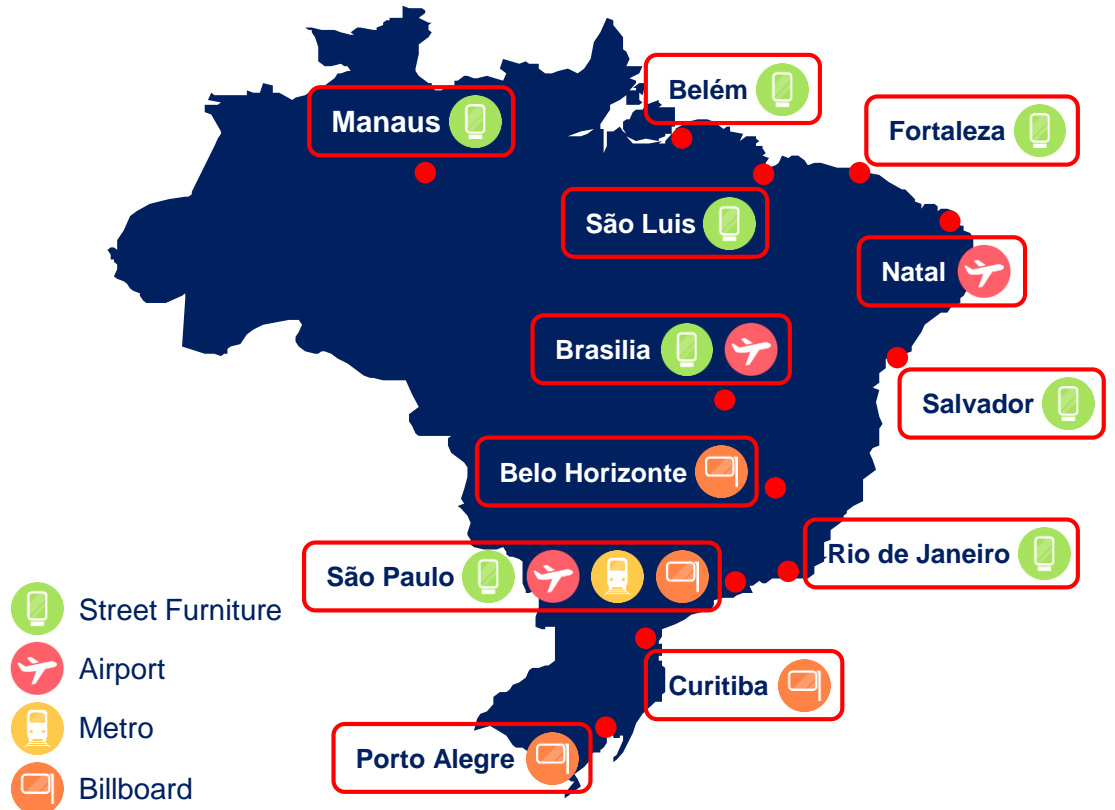 Belém
Manaus
Fortaleza
São Luis
Natal
Brasilia
Salvador
Belo Horizonte
Rio de Janeiro
São Paulo
Street Furniture
Airport
Curitiba
Metro
Porto Alegre
Billboard